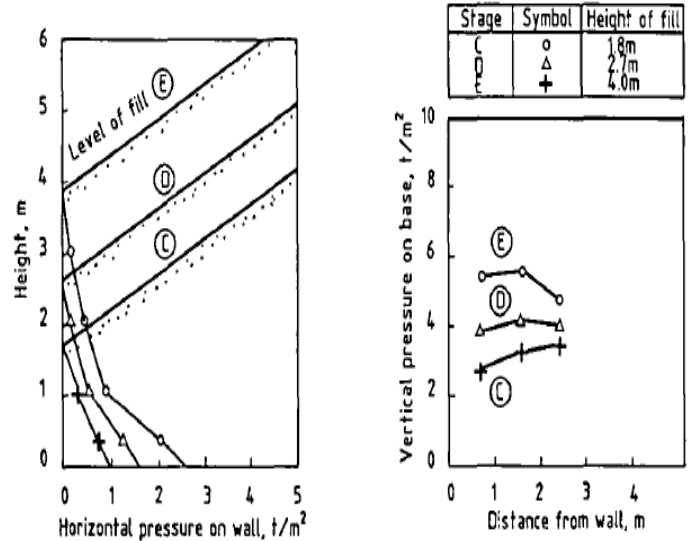 Stage Symbol Height of fill
C 1.8m
D 2.7m
E 4.0m
Height, m
6
5
4
3
2
1
0
Level of fill
E
D
C
0 1 2 3 4 5
Horizontal pressure on wall, t/m²
Vertical pressure on base, t/m²
10
8
6
4
2
0
E
D
C
0 1 2 3 4 5
Distance from wall, m